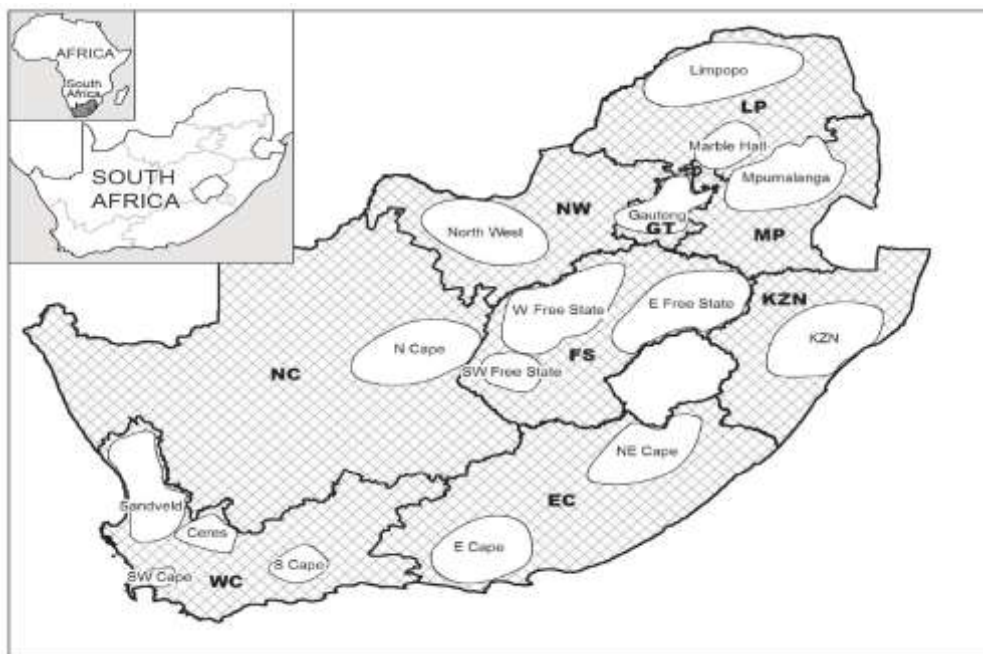 AFRICA
South
Africa
SOUTH
AFRICA
Limpopo
LP
Marble Hall
Mpumalanga
NW
North West
Gauteng
GT
MP
W Free State
E Free State
KZN
KZN
N Cape
NC
SW Free State
FS
NE Cape
EC
Sandveld
Ceres
E Cape
S Cape
SW Cape
WC